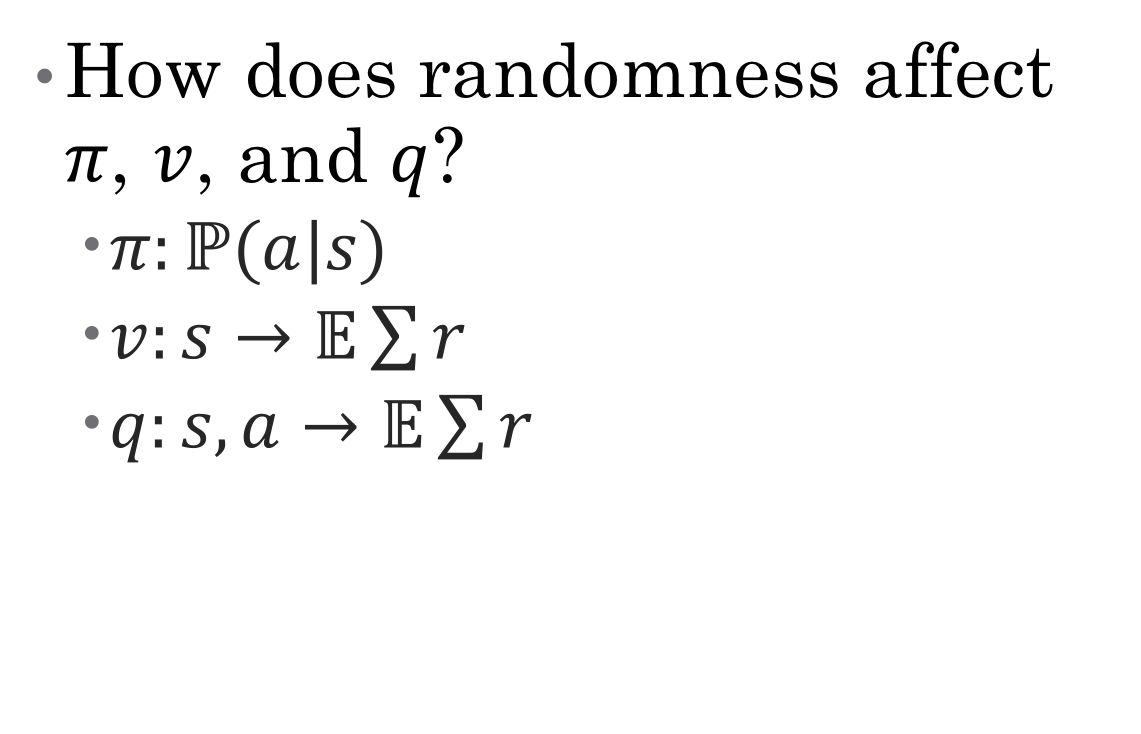 • How does randomness affect
𝜋, 𝑣, and 𝑞?
• 𝜋: ℙ(𝑎|𝑠)
• 𝑣: 𝑠 → 𝔼 ∑ 𝑟
• 𝑞: 𝑠, 𝑎 → 𝔼 ∑ 𝑟